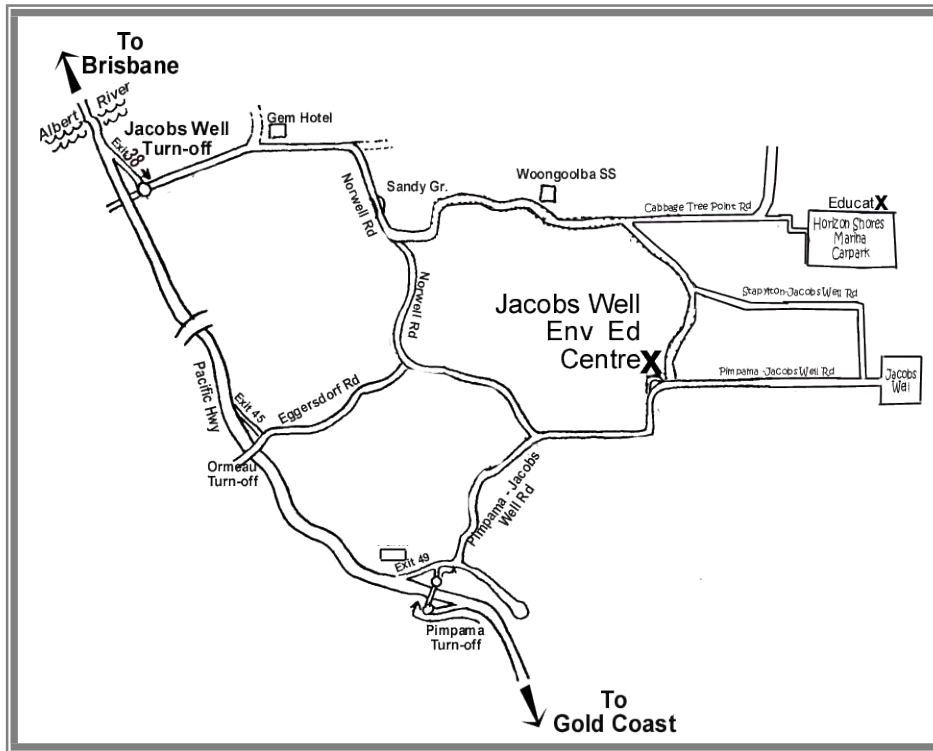 To
Brisbane
Albert River
Exit 38
Jacobs Well
Turn-off
Gem Hotel
Norwell Rd
Sandy Gr.
Woongoolba SS
Cabbage Tree Point Rd
Educat X
Horizon Shores
Marina
Carpark
Norwell Rd
Jacobs Well
Env Ed
Centre X
Stapylton-Jacobs Well Rd
Pimpama -Jacobs Well Rd
Jacobs
Well
Pacific Hwy
Exit 45
Eggersdorf Rd
Ormeau
Turn-off
Pimpama - Jacobs
Well Rd
Exit 49
Pimpama
Turn-off
To
Gold Coast